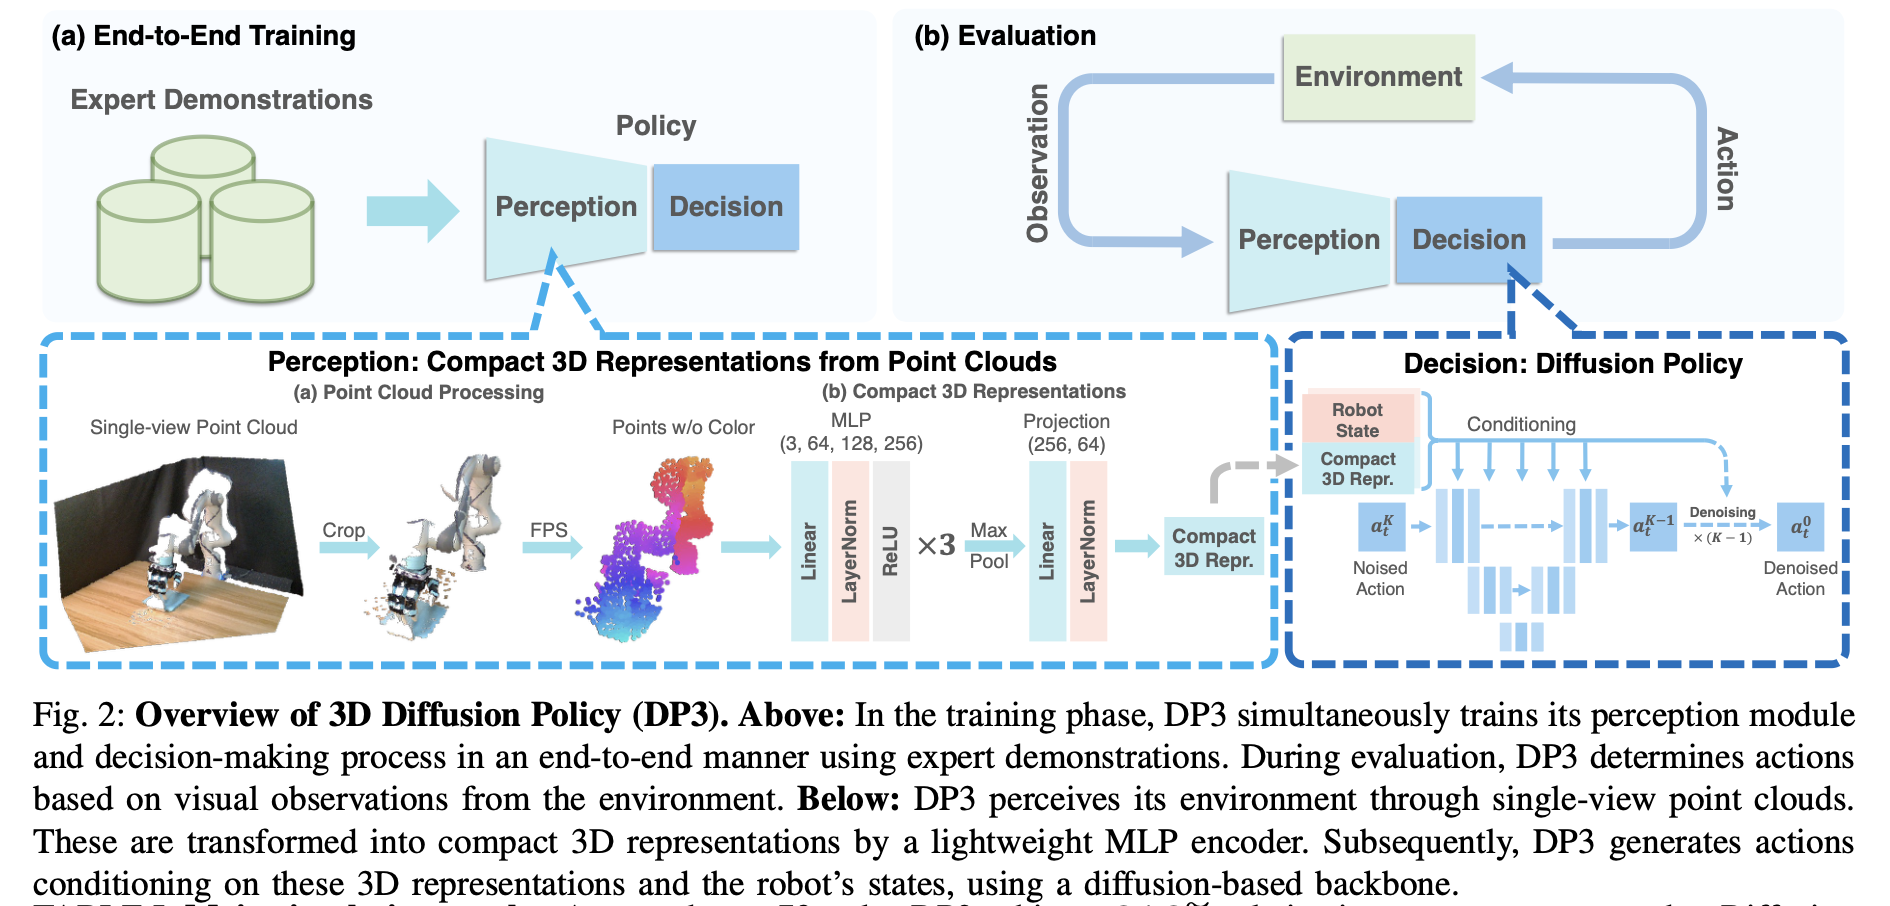 (a) End-to-End Training
Expert Demonstrations
Policy
Perception
Decision
(b) Evaluation
Environment
Observation
Action
Perception
Decision
Perception: Compact 3D Representations from Point Clouds
(a) Point Cloud Processing
(b) Compact 3D Representations
Single-view Point Cloud
Crop
FPS
Points w/o Color
MLP
(3, 64, 128, 256)
Linear
LayerNorm
ReLU
×3
Max
Pool
Projection
(256, 64)
Linear
LayerNorm
Compact
3D Repr.
Decision: Diffusion Policy
Robot
State
Compact
3D Repr.
Conditioning
a_t^K
Noised
Action
a_t^{K-1}
Denoising
×(K − 1)
a_t^0
Denoised
Action
Fig. 2: Overview of 3D Diffusion Policy (DP3). Above: In the training phase, DP3 simultaneously trains its perception module
and decision-making process in an end-to-end manner using expert demonstrations. During evaluation, DP3 determines actions
based on visual observations from the environment. Below: DP3 perceives its environment through single-view point clouds.
These are transformed into compact 3D representations by a lightweight MLP encoder. Subsequently, DP3 generates actions
conditioning on these 3D representations and the robot's states, using a diffusion-based backbone.